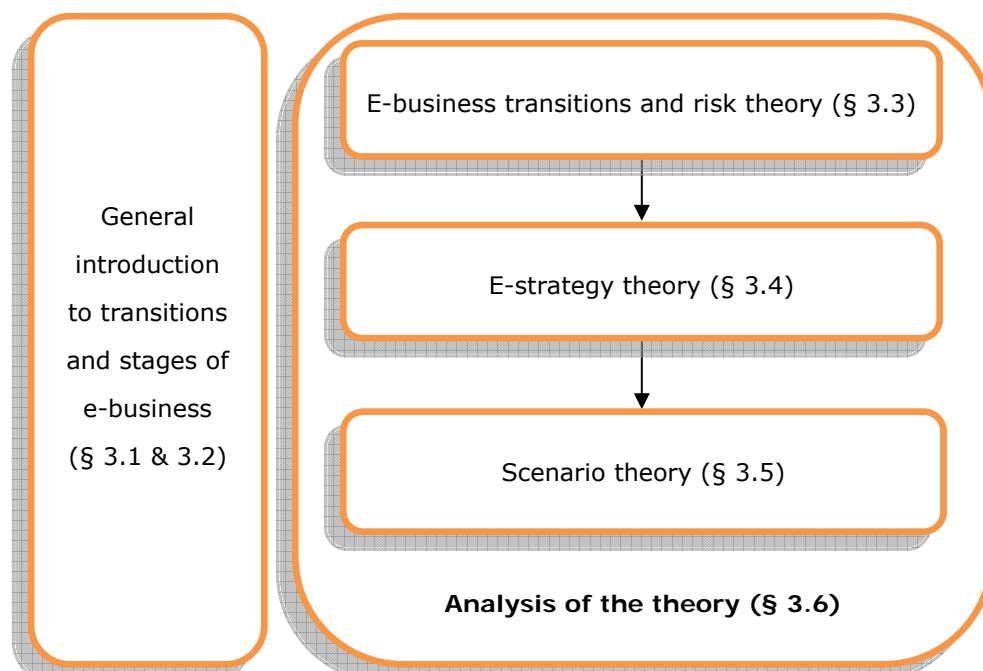 General
introduction
to transitions
and stages of
e-business
(§ 3.1 & 3.2)
E-business transitions and risk theory (§ 3.3)
E-strategy theory (§ 3.4)
Scenario theory (§ 3.5)
Analysis of the theory (§ 3.6)